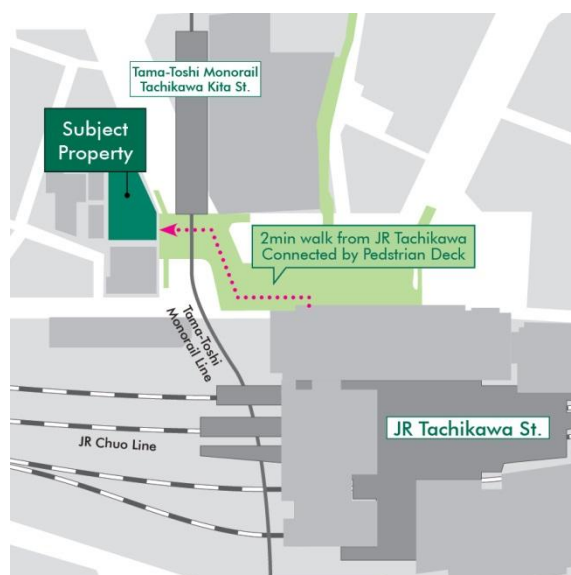 Tama-Toshi Monorail
Tachikawa Kita St.
Subject
Property
2min walk from JR Tachikawa
Connected by Pedstrian Deck
Tama-Toshi
Monorail Line
JR Tachikawa St.
JR Chuo Line